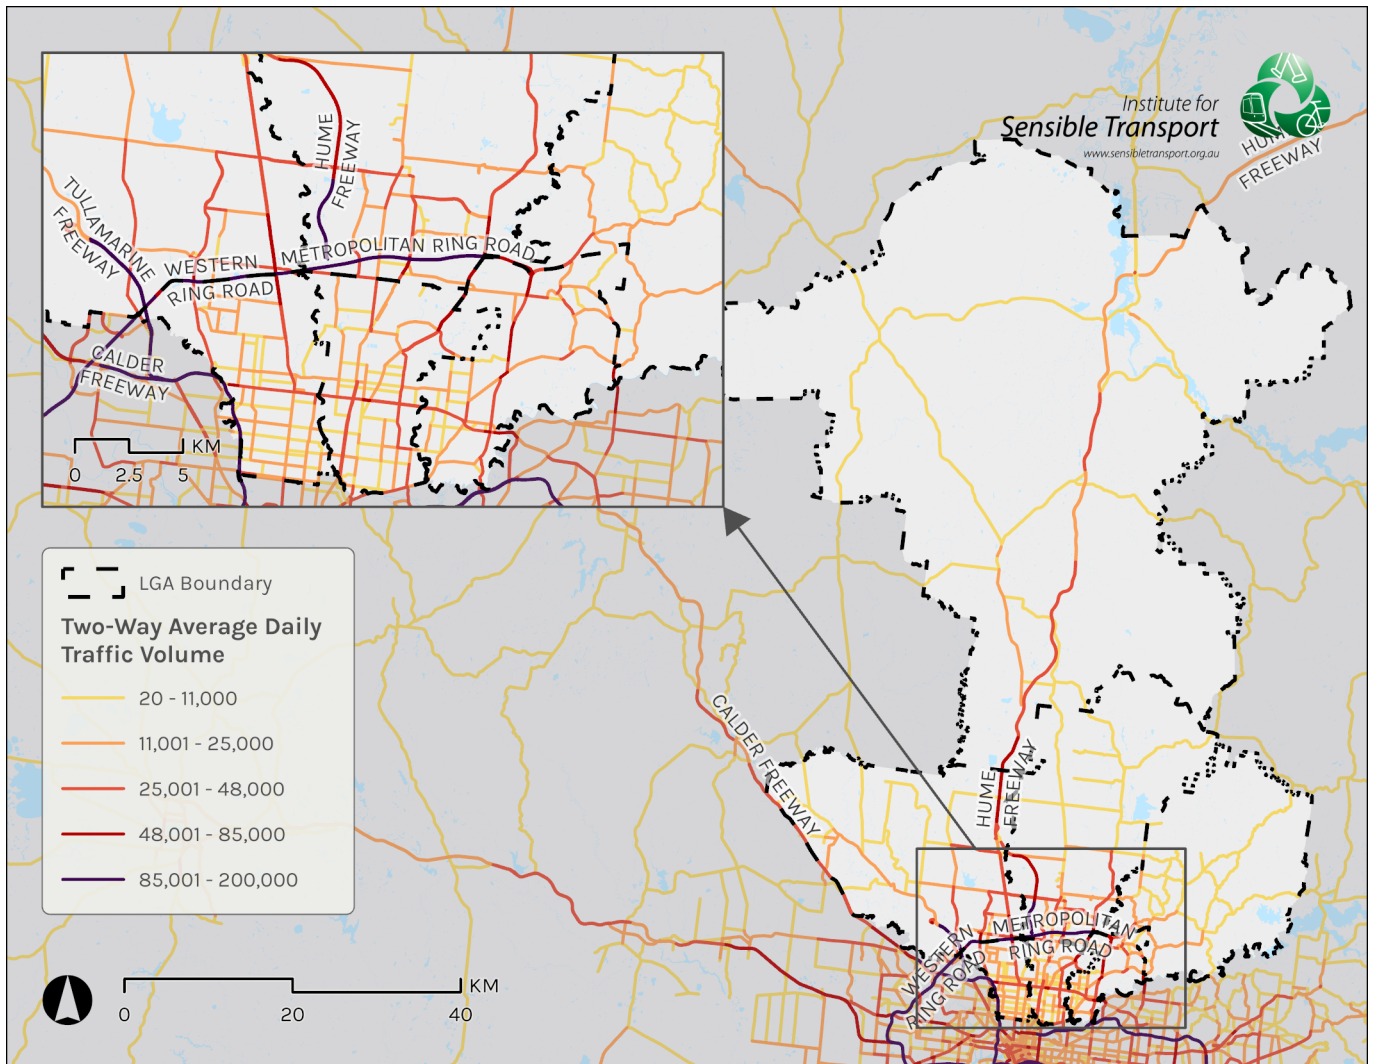 Institute for
Sensible Transport
www.sensibletransport.org.au
HUME
FREEWAY
HUME
FREEWAY
TULLAMARINE
FREEWAY
WESTERN
RING ROAD
METROPOLITAN RING ROAD
CALDER
FREEWAY
KM
0 2.5 5
LGA Boundary
Two-Way Average Daily
Traffic Volume
20 - 11,000
11,001 - 25,000
25,001 - 48,000
48,001 - 85,000
85,001 - 200,000
CALDER FREEWAY
HUME
FREEWAY
METROPOLITAN
RING ROAD
WESTERN
RING ROAD
KM
0 20 40